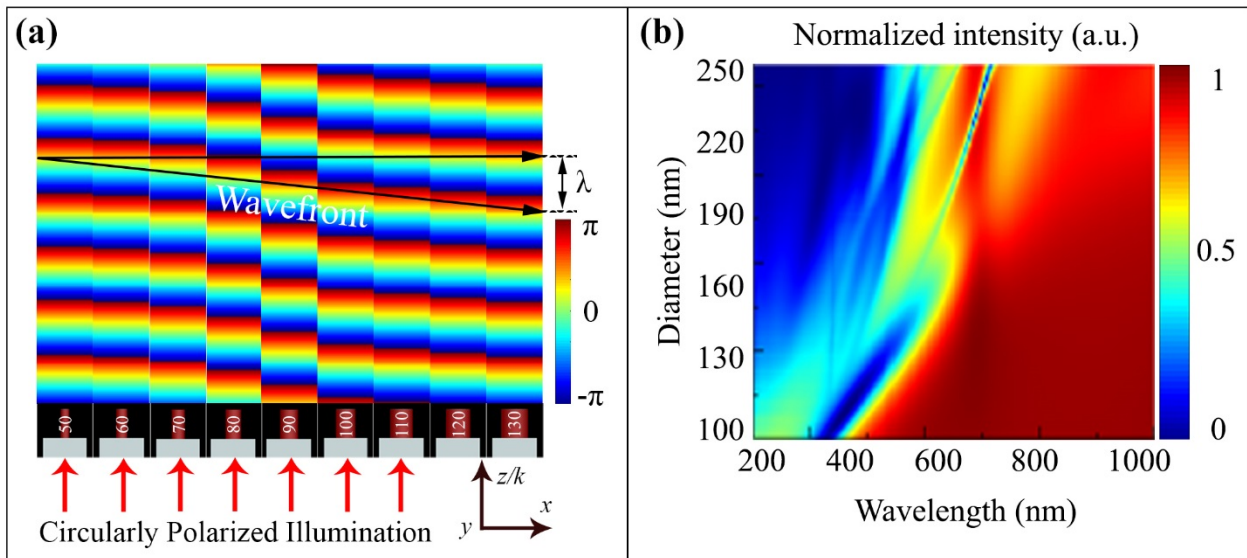 (a)
Wavefront
λ
π
0
-π
50 60 70 80 90 100 110 120 130
z/k
y x
Circularly Polarized Illumination
(b)
Normalized intensity (a.u.)
Diameter (nm)
250
220
190
160
130
100
200 400 600 800 1000
Wavelength (nm)
1
0.5
0